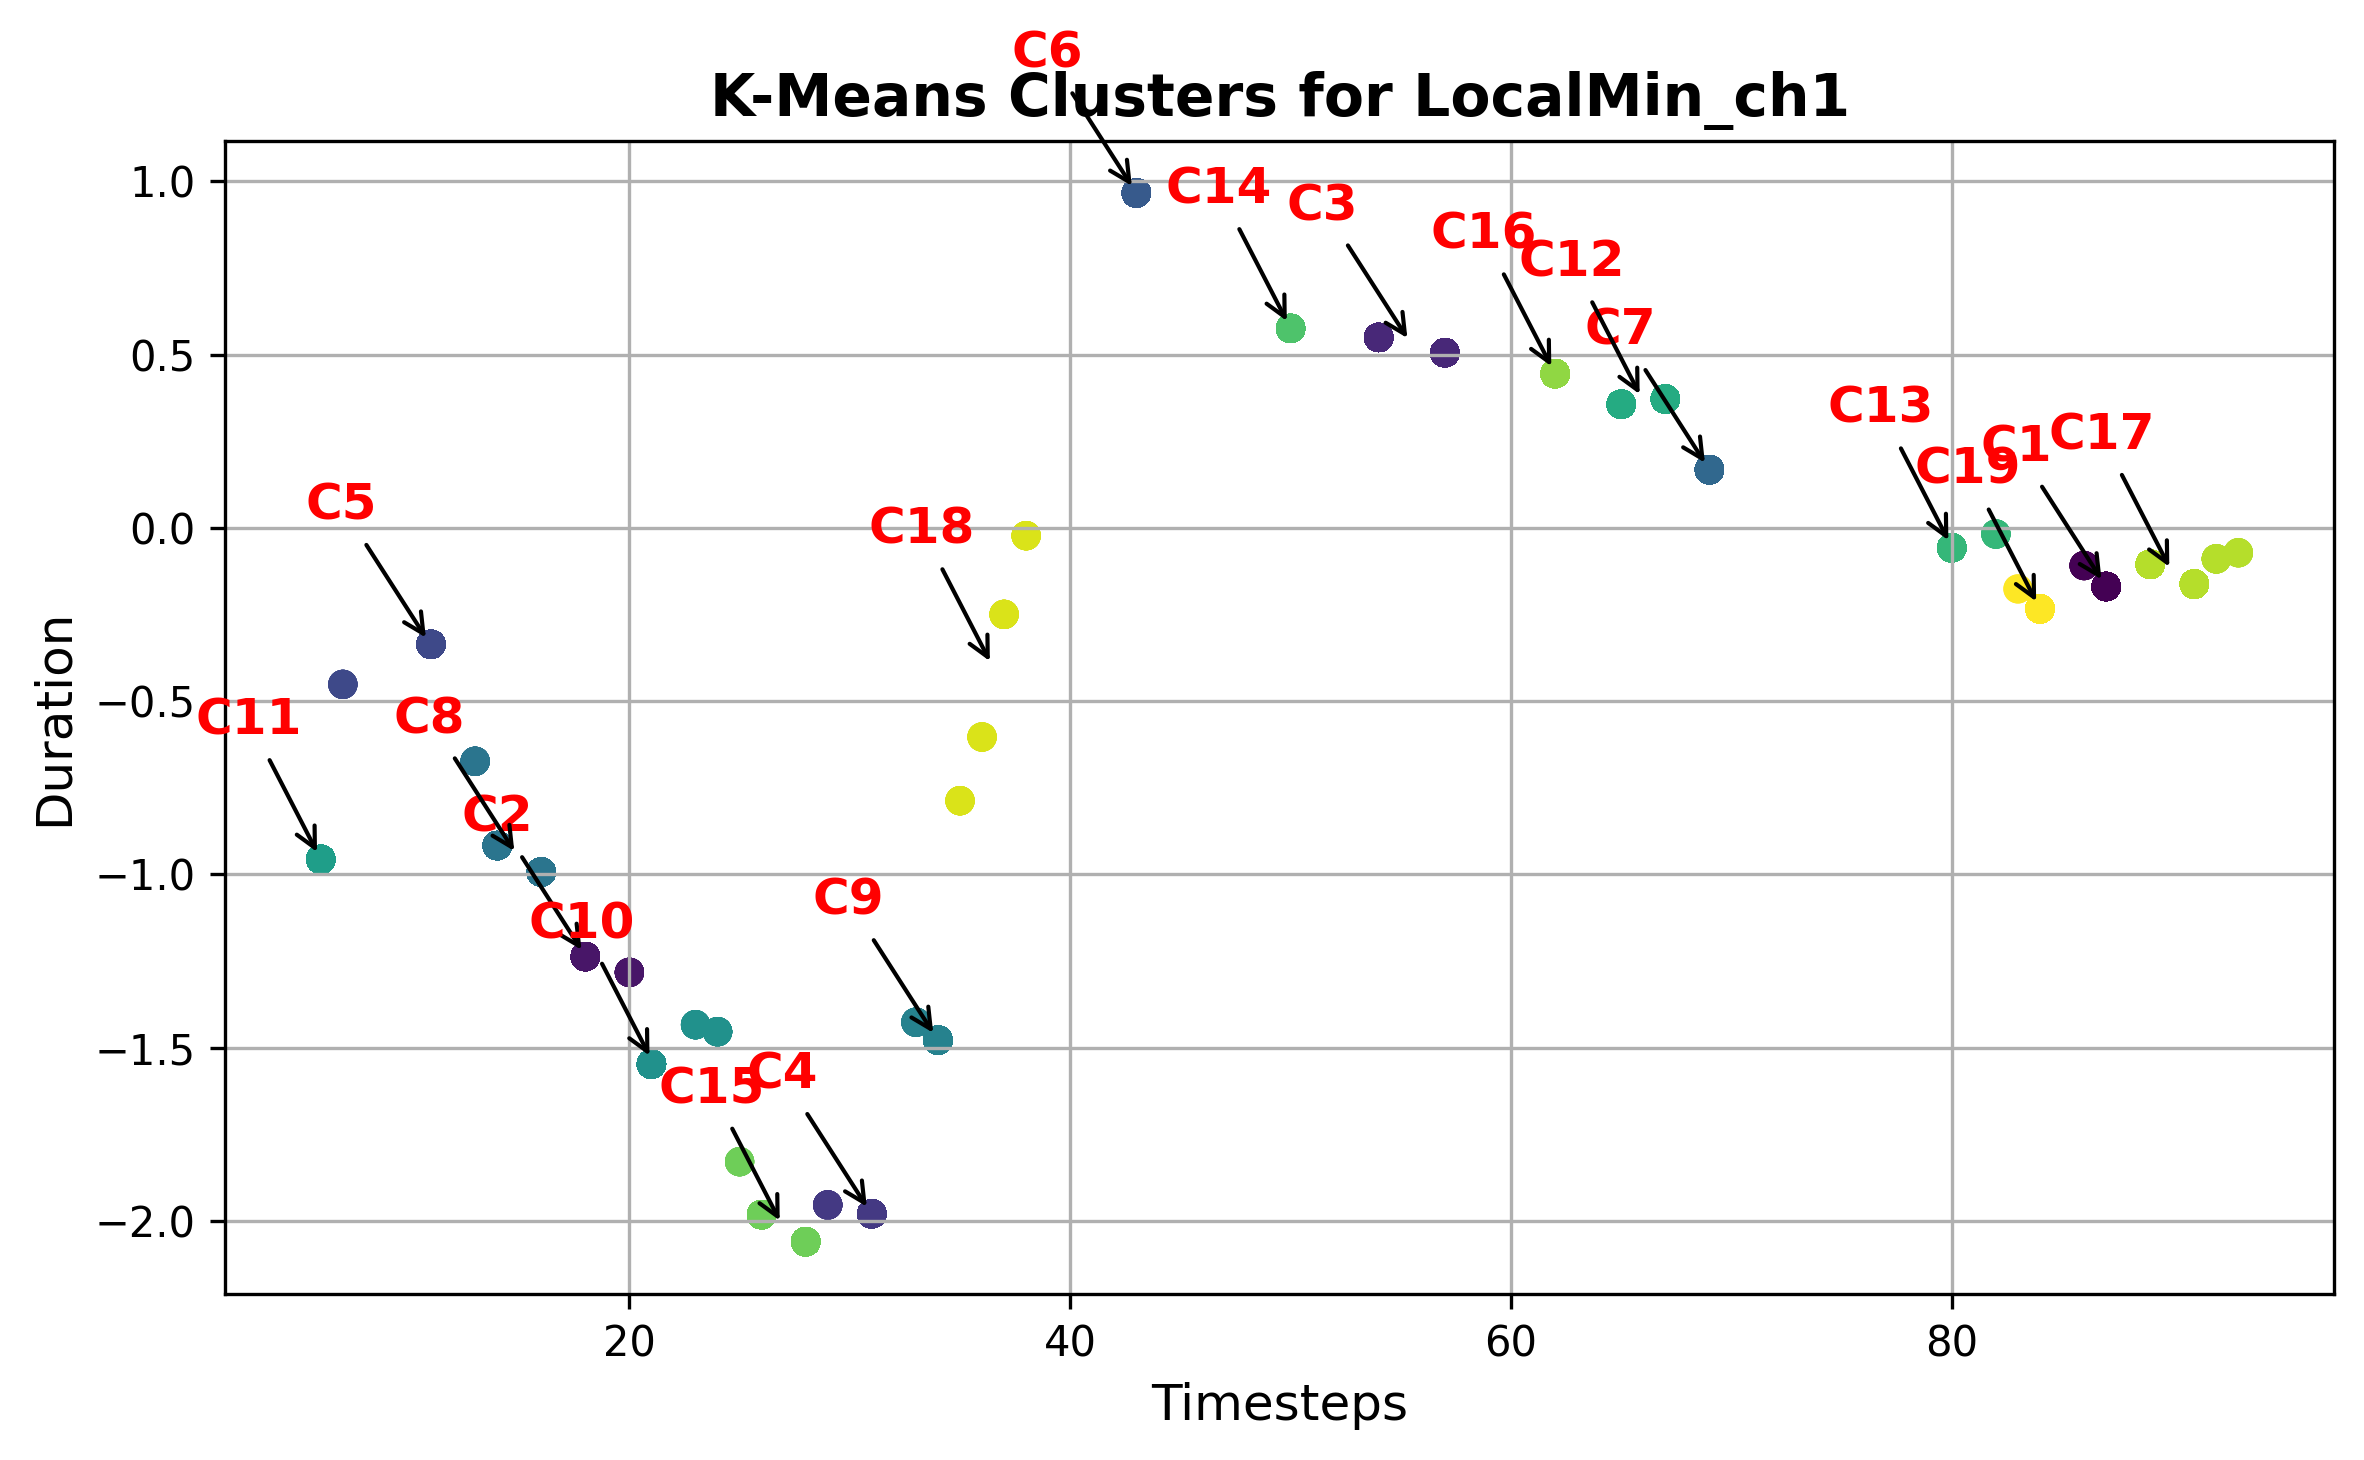 C6
K-Means Clusters for LocalMin_ch1
C14
C3
C16
C12
C7
C13
C1
C17
C19
C5
C18
C11
C8
C2
C9
C10
C4
C15
1.0
0.5
0.0
−0.5
−1.0
−1.5
−2.0
Duration
20
40
60
80
Timesteps